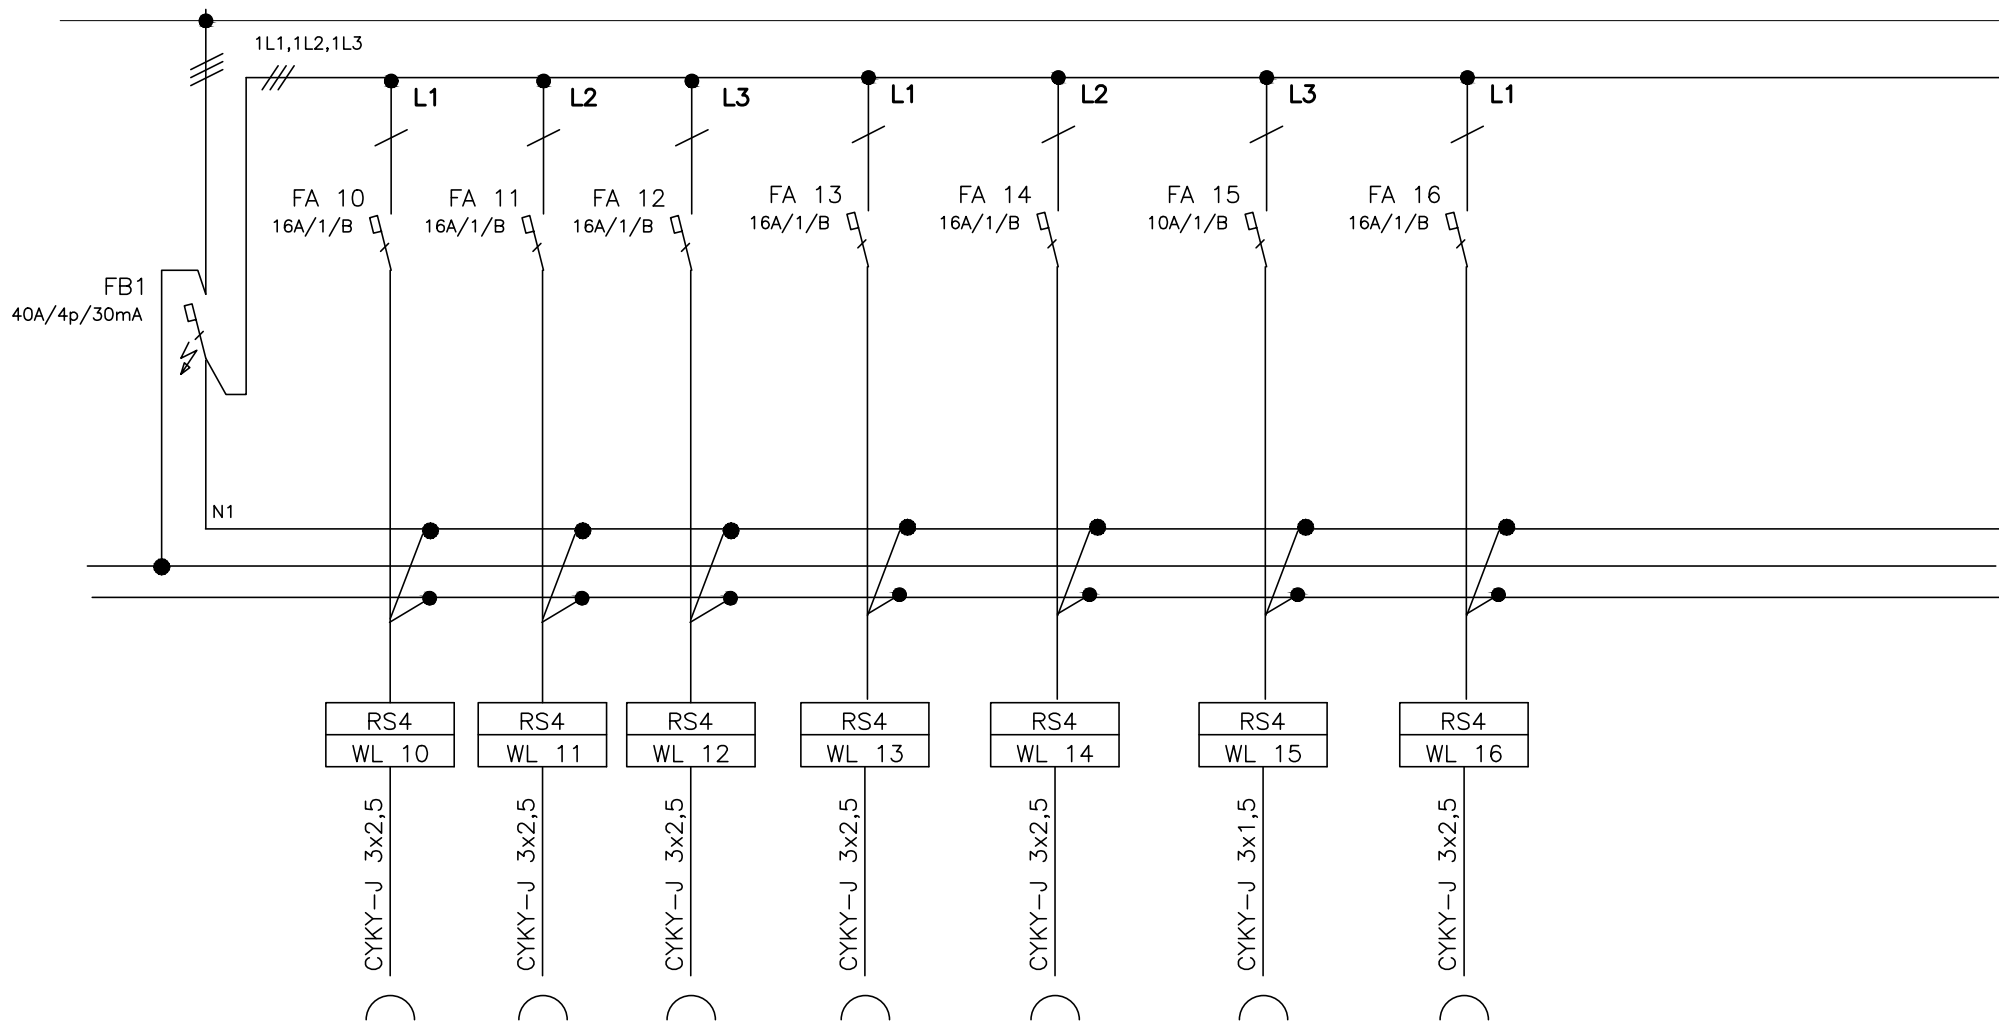 1L1,1L2,1L3
L1
L2
L3
L1
L2
L3
L1
FA 10
16A/1/B
FA 11
16A/1/B
FA 12
16A/1/B
FA 13
16A/1/B
FA 14
16A/1/B
FA 15
10A/1/B
FA 16
16A/1/B
FB1
40A/4p/30mA
N1
RS4
WL 10
RS4
WL 11
RS4
WL 12
RS4
WL 13
RS4
WL 14
RS4
WL 15
RS4
WL 16
CYKY-J 3x2,5
CYKY-J 3x2,5
CYKY-J 3x2,5
CYKY-J 3x2,5
CYKY-J 3x2,5
CYKY-J 3x1,5
CYKY-J 3x2,5